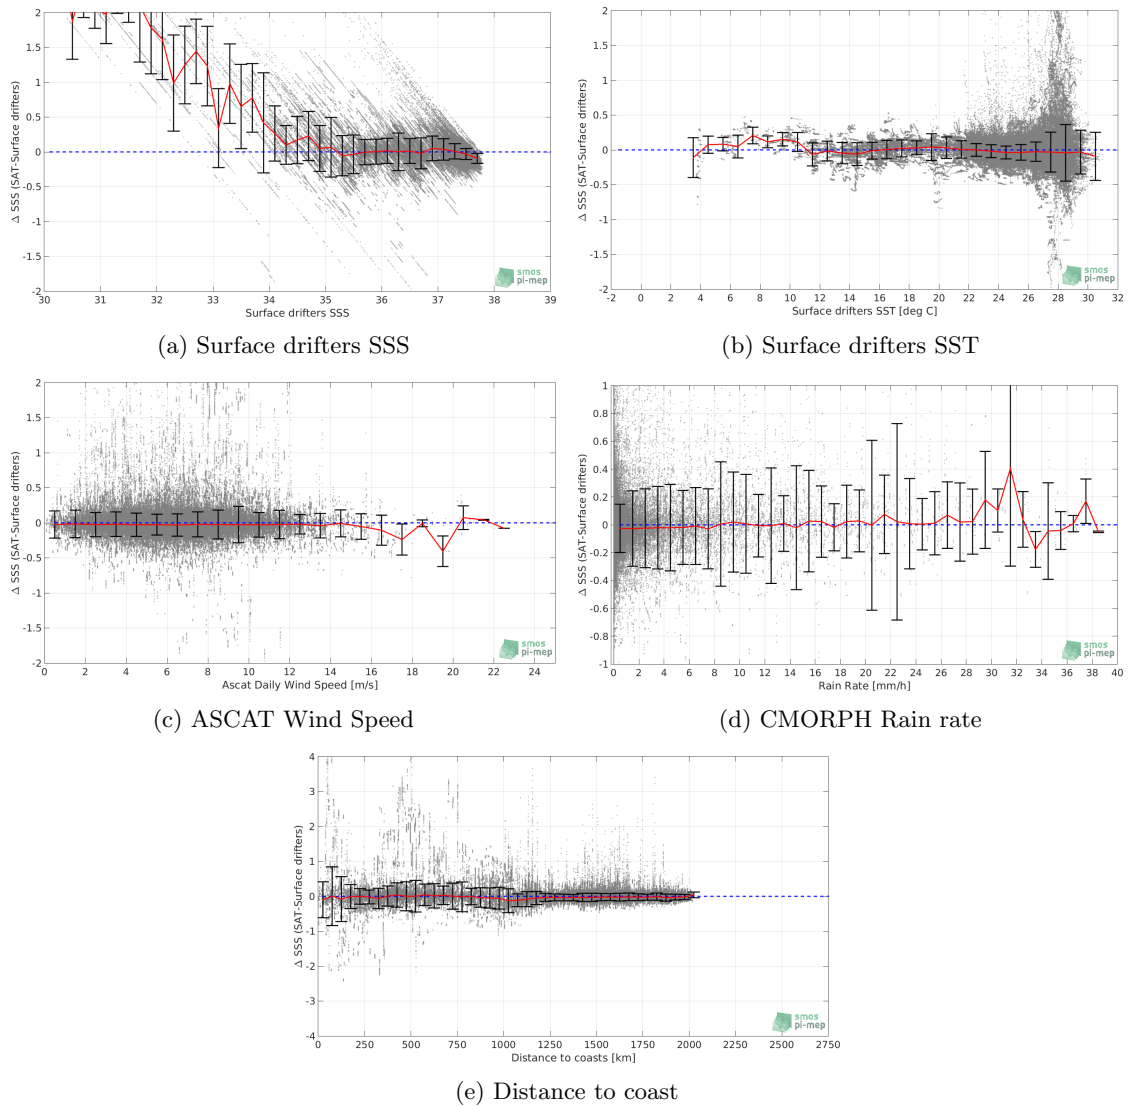 Δ SSS (SAT-Surface drifters)
2
1.5
1
0.5
0
-0.5
-1
-1.5
-2
30 31 32 33 34 35 36 37 38 39
Surface drifters SSS
smos
pi-mep
(a) Surface drifters SSS
Δ SSS (SAT-Surface drifters)
2
1.5
1
0.5
0
-0.5
-1
-1.5
-2
-2 0 2 4 6 8 10 12 14 16 18 20 22 24 26 28 30 32
Surface drifters SST [deg C]
smos
pi-mep
(b) Surface drifters SST
Δ SSS (SAT-Surface drifters)
2
1.5
1
0.5
0
-0.5
-1
-1.5
-2
0 2 4 6 8 10 12 14 16 18 20 22 24
Ascat Daily Wind Speed [m/s]
smos
pi-mep
(c) ASCAT Wind Speed
Δ SSS (SAT-Surface drifters)
1
0.8
0.6
0.4
0.2
0
-0.2
-0.4
-0.6
-0.8
-1
0 2 4 6 8 10 12 14 16 18 20 22 24 26 28 30 32 34 36 38 40
Rain Rate [mm/h]
smos
pi-mep
(d) CMORPH Rain rate
Δ SSS (SAT-Surface drifters)
4
3
2
1
0
-1
-2
-3
-4
0 250 500 750 1000 1250 1500 1750 2000 2250 2500 2750
Distance to coasts [km]
smos
pi-mep
(e) Distance to coast